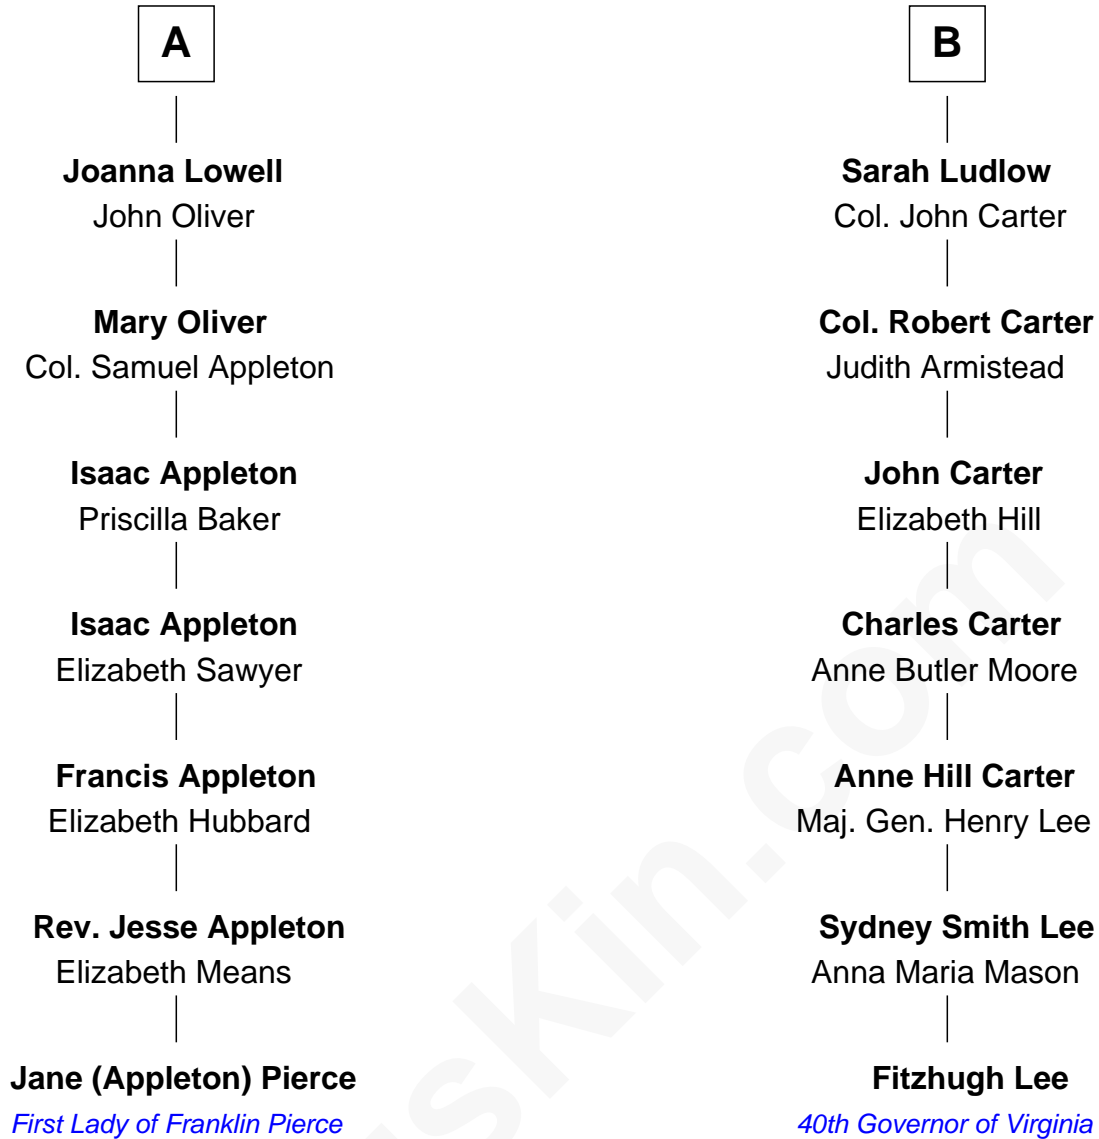 A
Joanna Lowell
John Oliver
Mary Oliver
Col. Samuel Appleton
Isaac Appleton
Priscilla Baker
Isaac Appleton
Elizabeth Sawyer
Francis Appleton
Elizabeth Hubbard
Rev. Jesse Appleton
Elizabeth Means
Jane (Appleton) Pierce
First Lady of Franklin Pierce
B
Sarah Ludlow
Col. John Carter
Col. Robert Carter
Judith Armistead
John Carter
Elizabeth Hill
Charles Carter
Anne Butler Moore
Anne Hill Carter
Maj. Gen. Henry Lee
Sydney Smith Lee
Anna Maria Mason
Fitzhugh Lee
40th Governor of Virginia